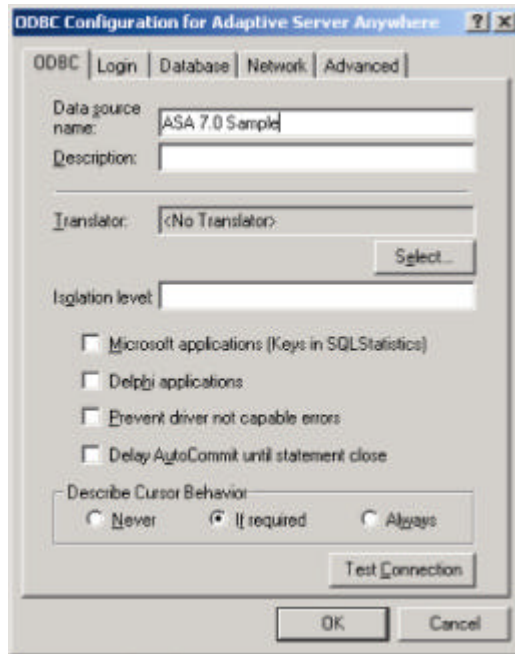 ODBC Configuration for Adaptive Server Anywhere
ODBC Login Database Network Advanced
Data source name: ASA 7.0 Sample
Description:
Translator: <No Translator>
Select...
Isolation level:
Microsoft applications (Keys in SQLStatistics)
Delphi applications
Prevent driver not capable errors
Delay AutoCommit until statement close
Describe Cursor Behavior
Never If required Always
Test Connection
OK Cancel